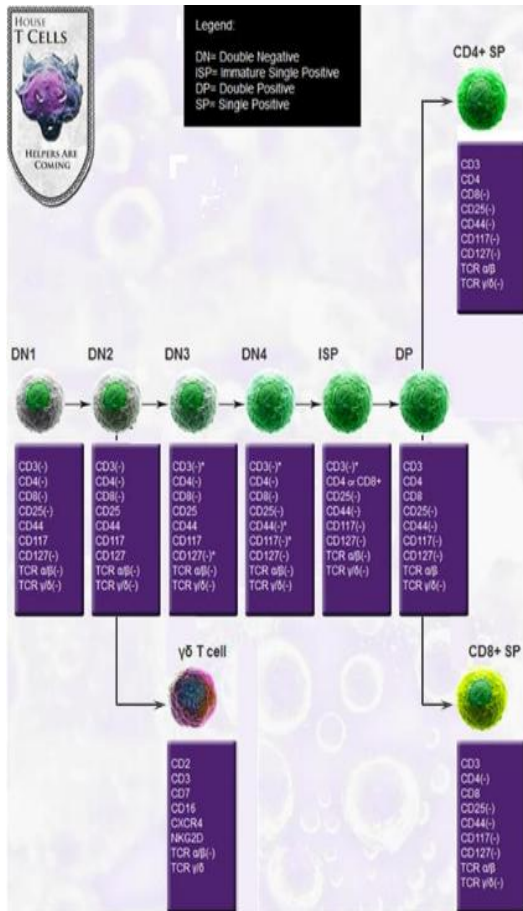 HOUSE
T CELLS
HELPERS ARE
COMING
Legend:
DN= Double Negative
ISP= Immature Single Positive
DP= Double Positive
SP= Single Positive
CD4+ SP
CD3
CD4
CD8(-)
CD25(-)
CD44(-)
CD117(-)
CD127(-)
TCR α/β
TCR γ/δ(-)
DN1
CD3(-)
CD4(-)
CD8(-)
CD25(-)
CD44
CD117
CD127(-)
TCR α/β(-)
TCR γ/δ(-)
DN2
CD3(-)
CD4(-)
CD8(-)
CD25
CD44
CD117
CD127
TCR α/β(-)
TCR γ/δ(-)
DN3
CD3(-)*
CD4(-)
CD8(-)
CD25
CD44
CD117
CD127(-)*
TCR α/β(-)
TCR γ/δ(-)
DN4
CD3(-)*
CD4(-)
CD8(-)
CD25(-)
CD44(-)*
CD117(-)*
CD127(-)
TCR α/β(-)
TCR γ/δ(-)
ISP
CD3(-)*
CD4 or CD8+
CD25(-)
CD44(-)
CD117(-)
CD127(-)
TCR α/β(-)
TCR γ/δ(-)
DP
CD3
CD4
CD8
CD25(-)
CD44(-)
CD117(-)
CD127(-)
TCR α/β
TCR γ/δ(-)
γδ T cell
CD2
CD3
CD7
CD16
CXCR4
NKG2D
TCR α/β(-)
TCR γ/δ
CD8+ SP
CD3
CD4(-)
CD8
CD25(-)
CD44(-)
CD117(-)
CD127(-)
TCR α/β
TCR γ/δ(-)